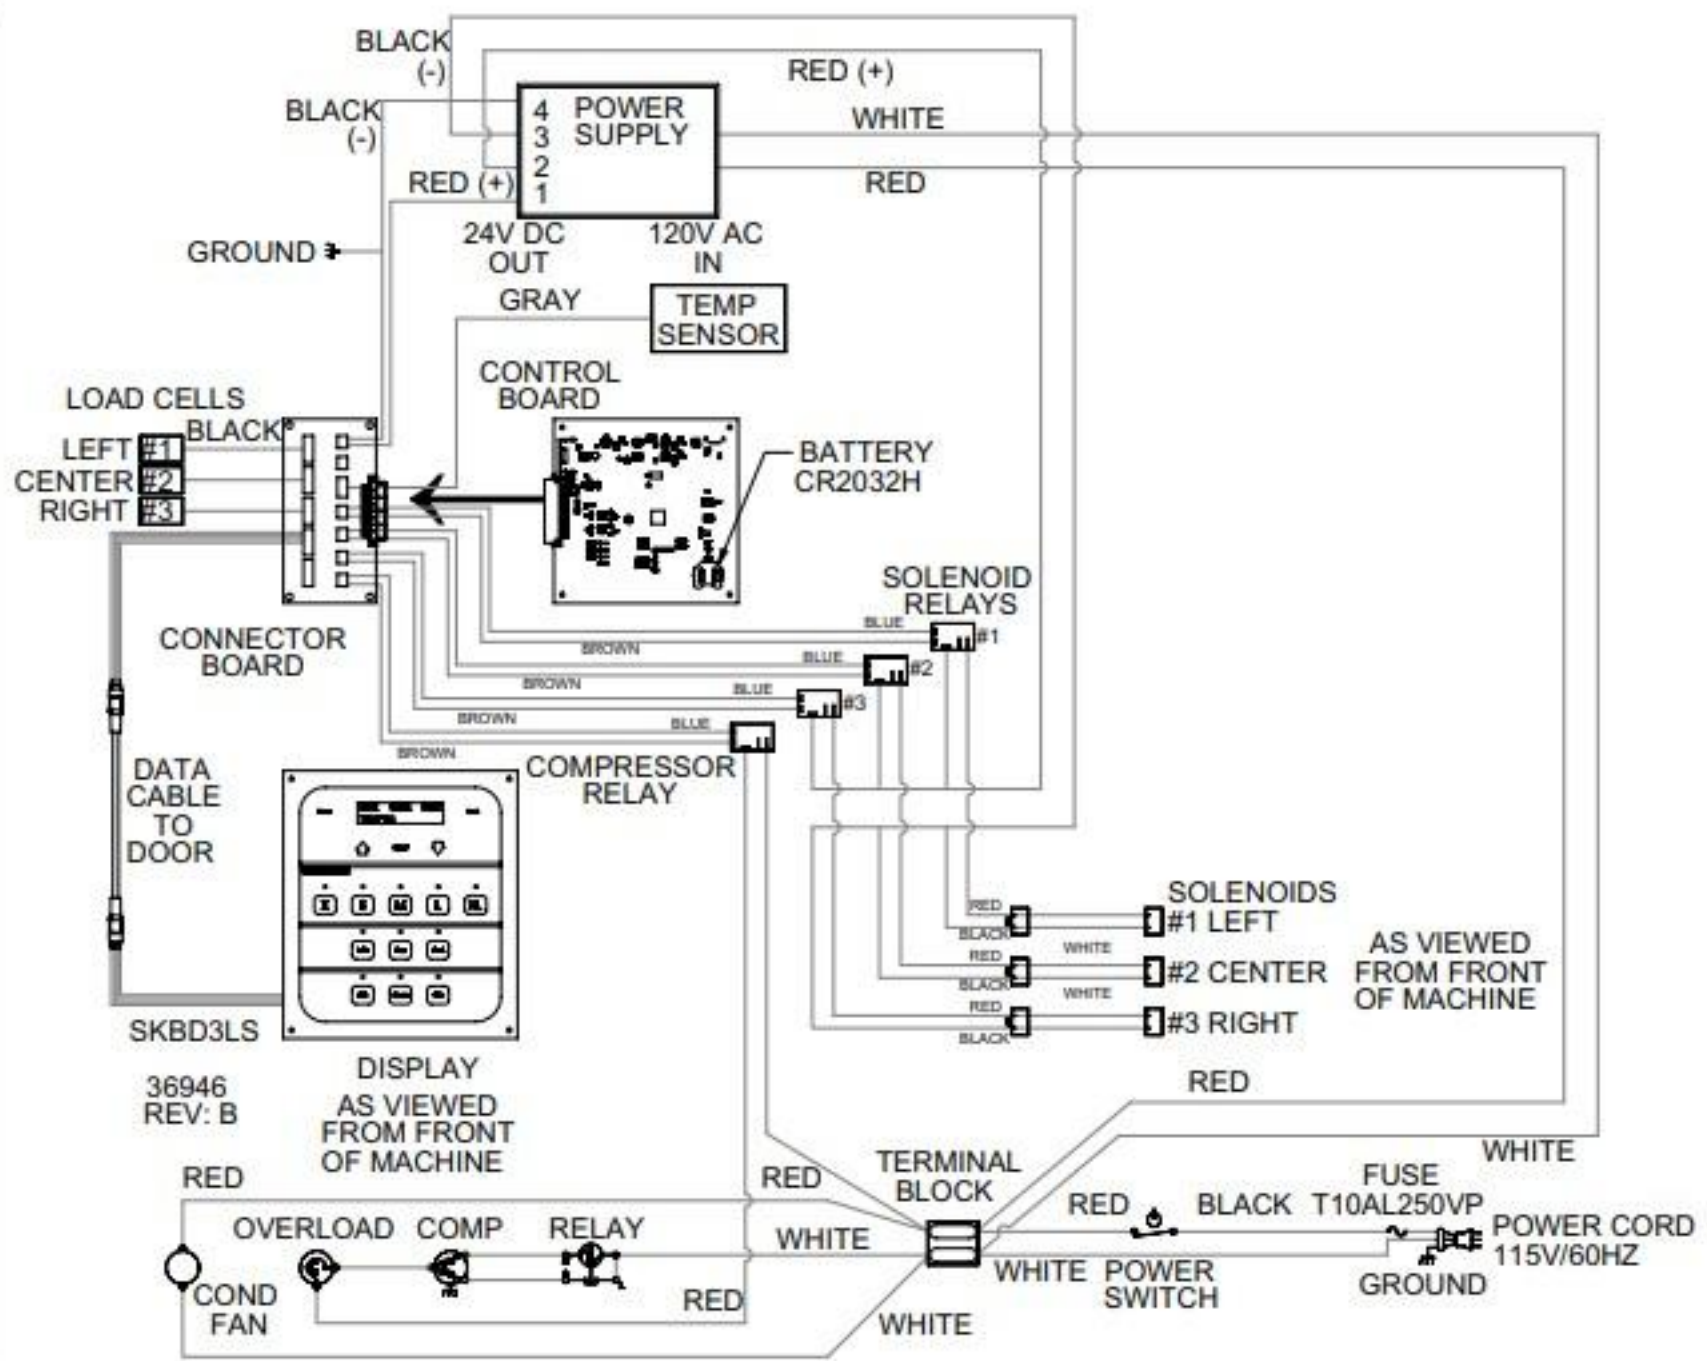 BLACK
(-)
RED (+)
BLACK
(-)
4 POWER
3 SUPPLY
2
1
WHITE
RED (+)
RED
24V DC
OUT
120V AC
IN
GROUND
GRAY
TEMP
SENSOR
CONTROL
BOARD
LOAD CELLS
BLACK
LEFT #1
CENTER #2
RIGHT #3
BATTERY
CR2032H
SOLENOID
RELAYS
CONNECTOR
BOARD
BLUE
#1
BROWN
BLUE
#2
BROWN
BLUE
#3
BROWN
BLUE
BROWN
COMPRESSOR
RELAY
DATA
CABLE
TO
DOOR
SOLENOIDS
RED
#1 LEFT
BLACK
WHITE
RED
#2 CENTER
BLACK
WHITE
RED
#3 RIGHT
BLACK
AS VIEWED
FROM FRONT
OF MACHINE
SKBD3LS
DISPLAY
AS VIEWED
FROM FRONT
OF MACHINE
36946
REV: B
RED
WHITE
RED
RED
TERMINAL
BLOCK
FUSE
T10AL250VP
RED
BLACK
POWER CORD
115V/60HZ
OVERLOAD
COMP
RELAY
WHITE
WHITE
POWER
SWITCH
GROUND
COND
FAN
RED
WHITE